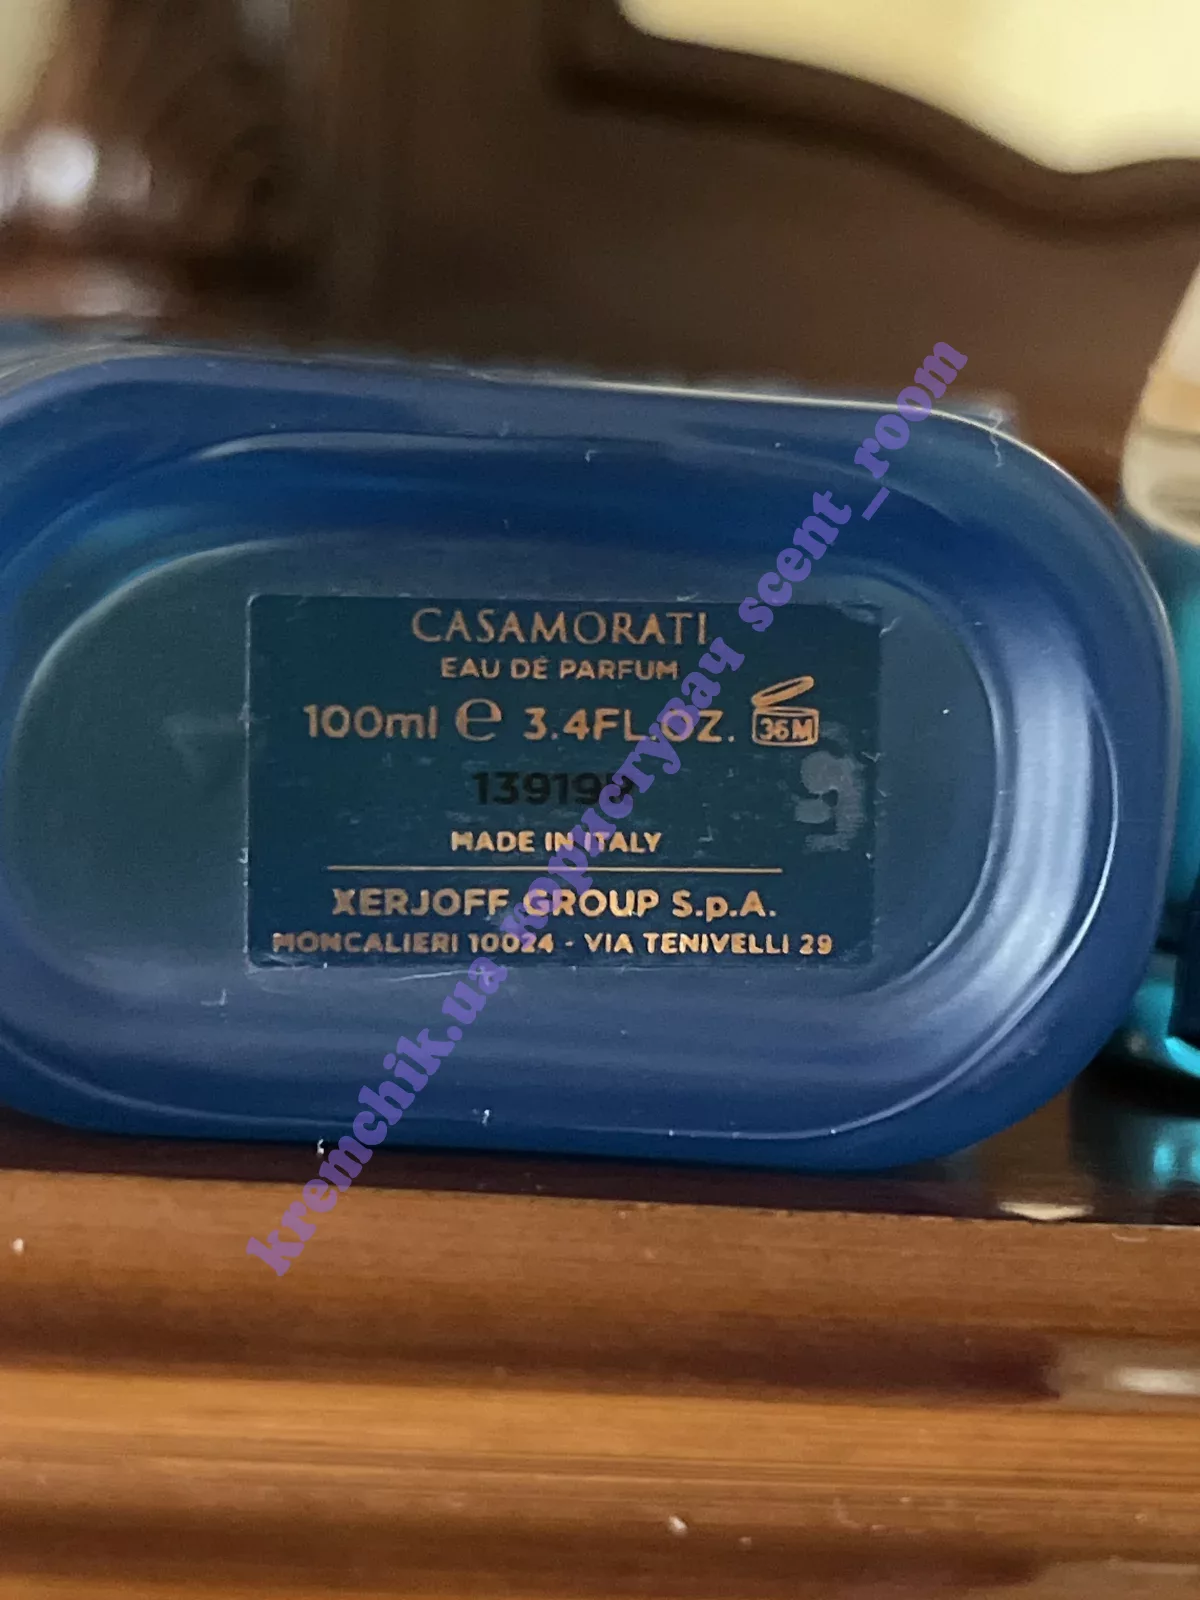 CASAMORATI
EAU DE PARFUM
100ml e 3.4FL.OZ. 36M
MADE IN ITALY
XERJOFF GROUP S.p.A.
MONCALIERI 10024 - VIA TENIVELLI 29
kremchik.ua користувач scent_room